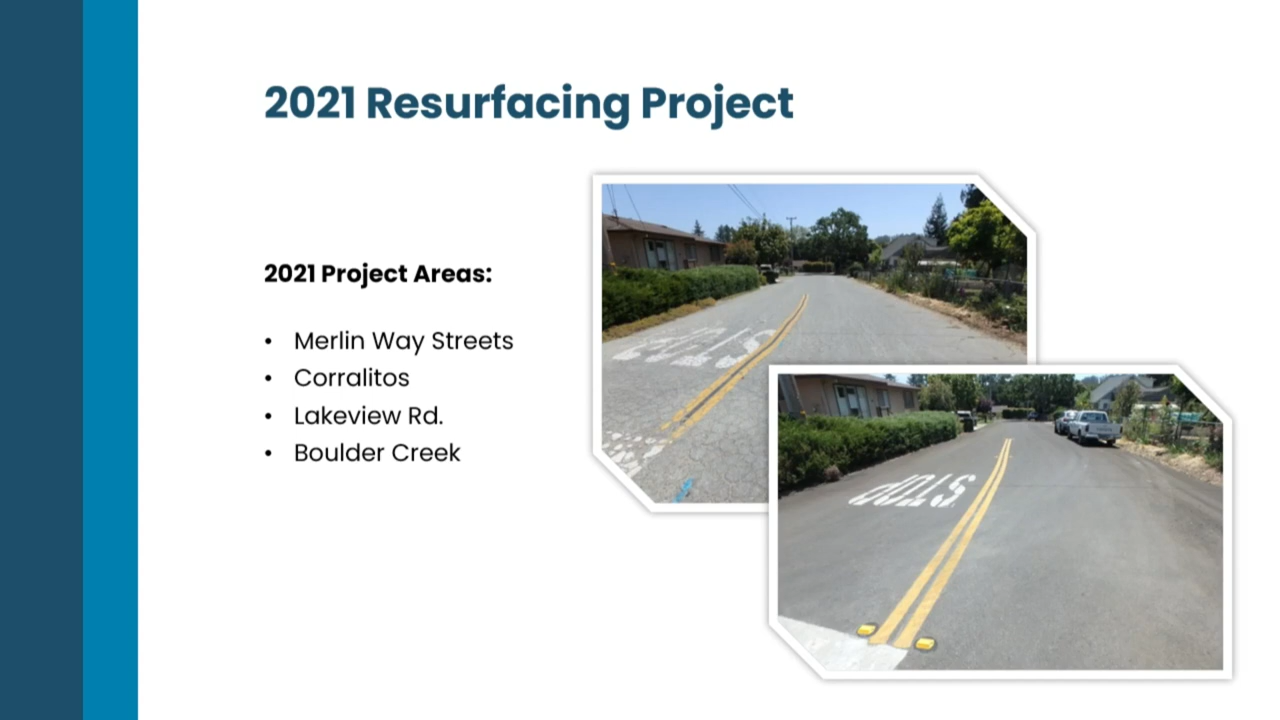 2021 Resurfacing Project
2021 Project Areas:
• Merlin Way Streets
• Corralitos
• Lakeview Rd.
• Boulder Creek
STOP
STOP